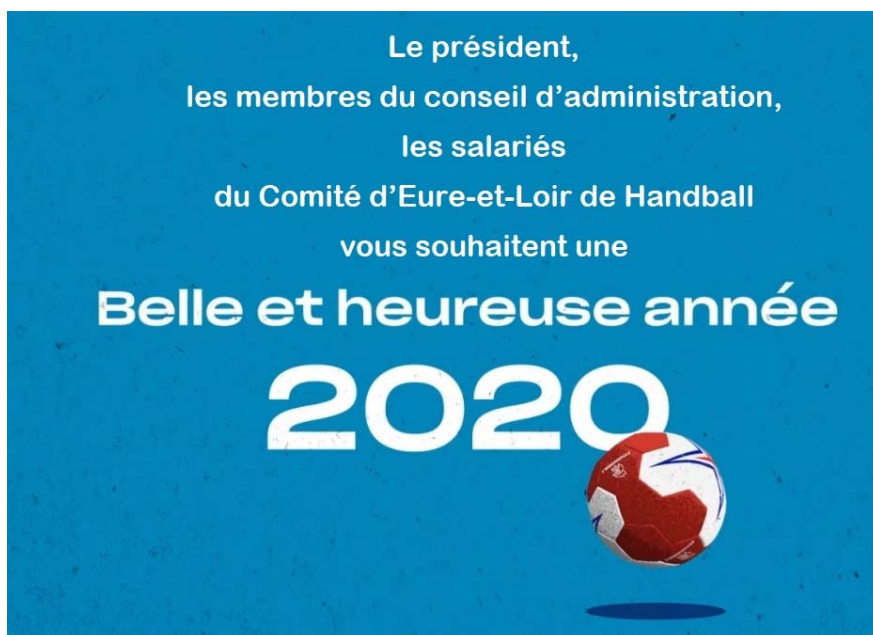 Le président,
les membres du conseil d’administration,
les salariés
du Comité d’Eure-et-Loir de Handball
vous souhaitent une
Belle et heureuse année
2020